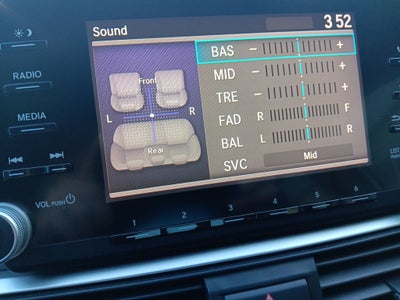 Sound
3 52
RADIO
MEDIA
VOL PUSH
Front
L R
Rear
BAS - +
MID - +
TRE - +
FAD R F
BAL L R
SVC Mid
1 2 3 4 5 6